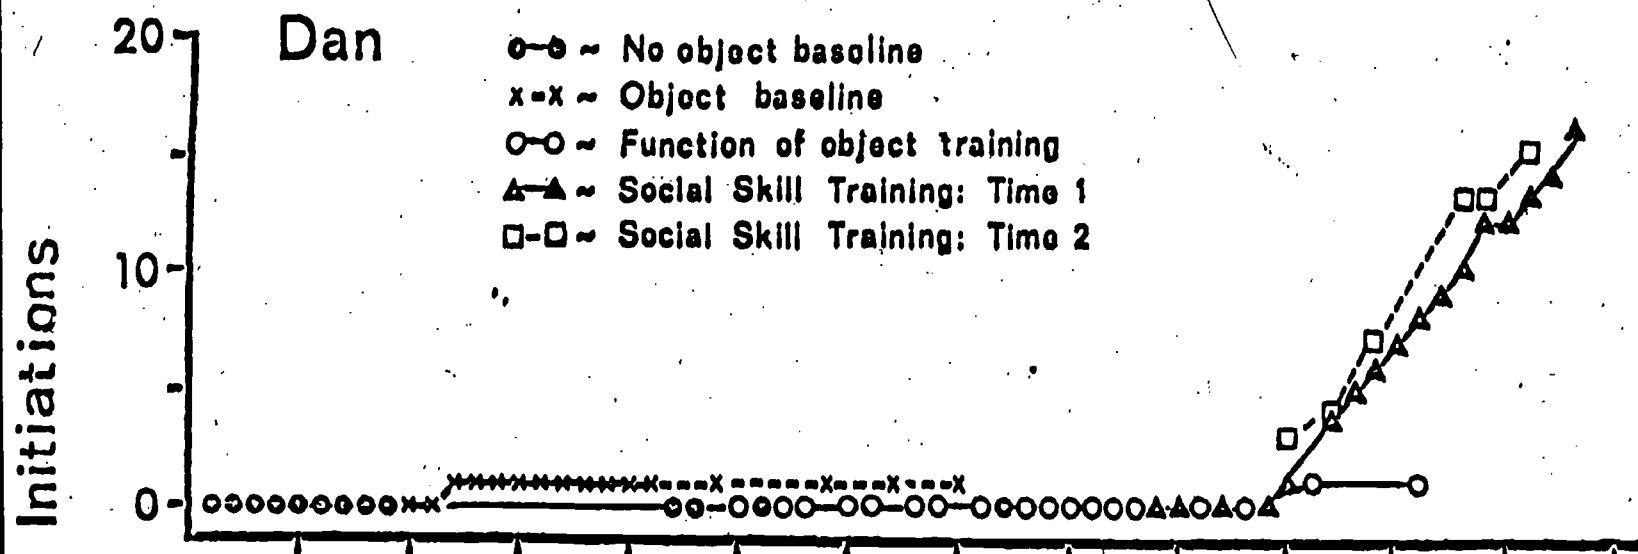 20
Dan
o-o ~ No object baseline
x-x ~ Object baseline
O-O ~ Function of object training
△-▲ ~ Social Skill Training: Time 1
□-□ ~ Social Skill Training: Time 2
10
Initiations
0